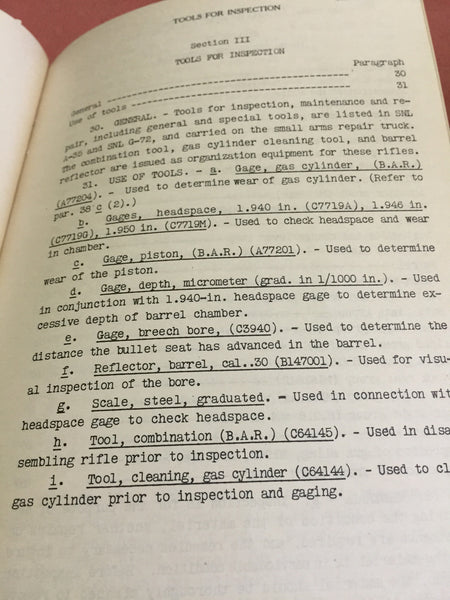 TOOLS FOR INSPECTION
Section III
TOOLS FOR INSPECTION
Paragraph
General ------------------------------------ 30
Use of tools -------------------------------- 31
30. GENERAL. - Tools for inspection, maintenance and re-
pair, including general and special tools, are listed in SNL
A-35 and SNL G-72, and carried on the small arms repair truck.
The combination tool, gas cylinder cleaning tool, and barrel
reflector are issued as organization equipment for these rifles.
31. USE OF TOOLS. - a. Gage, gas cylinder, (B.A.R.)
(A77204). - Used to determine wear of gas cylinder. (Refer to
par. 38 c (2).)
b. Gages, headspace, 1.940 in. (C7719A), 1.946 in.
(C7719G), 1.950 in. (C7719M). - Used to check headspace and wear
in chamber.
c. Gage, piston, (B.A.R.) (A77201). - Used to determine
wear of the piston.
d. Gage, depth, micrometer (grad. in 1/1000 in.). - Used
in conjunction with 1.940-in. headspace gage to determine ex-
cessive depth of barrel chamber.
e. Gage, breech bore, (C3940). - Used to determine the
distance the bullet seat has advanced in the barrel.
f. Reflector, barrel, cal..30 (B147001). - Used for visu-
al inspection of the bore.
g. Scale, steel, graduated. - Used in connection wit
headspace gage to check headspace.
h. Tool, combination (B.A.R.) (C64145). - Used in disa
sembling rifle prior to inspection.
i. Tool, cleaning, gas cylinder (C64144). - Used to cl
gas cylinder prior to inspection and gaging.